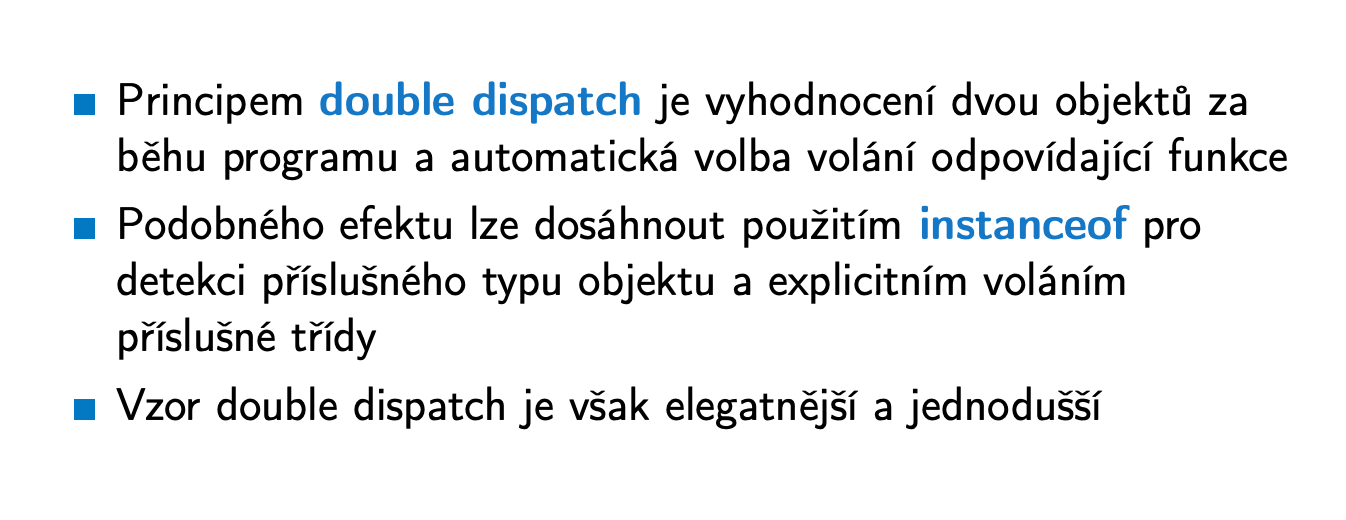 Principem double dispatch je vyhodnocení dvou objektů za
běhu programu a automatická volba volání odpovídající funkce
Podobného efektu lze dosáhnout použitím instanceof pro
detekci příslušného typu objektu a explicitním voláním
příslušné třídy
Vzor double dispatch je však elegatnější a jednodušší